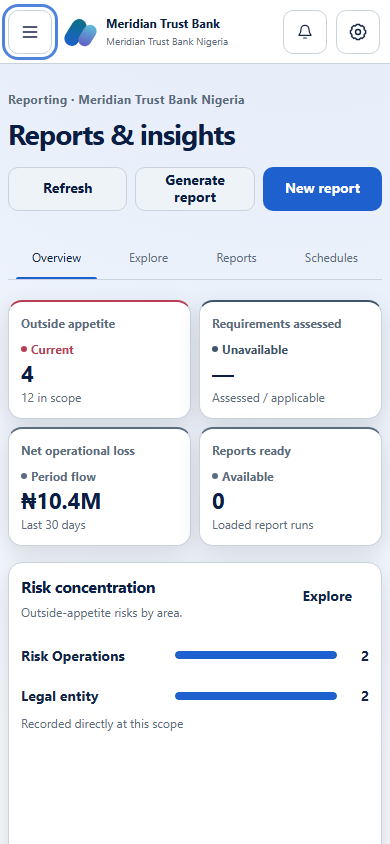 Meridian Trust Bank
Meridian Trust Bank Nigeria
Reporting · Meridian Trust Bank Nigeria
Reports & insights
Refresh
Generate
report
New report
Overview
Explore
Reports
Schedules
Outside appetite
Current
4
12 in scope
Requirements assessed
Unavailable
—
Assessed / applicable
Net operational loss
Period flow
₦10.4M
Last 30 days
Reports ready
Available
0
Loaded report runs
Risk concentration
Explore
Outside-appetite risks by area.
Risk Operations 2
Legal entity 2
Recorded directly at this scope